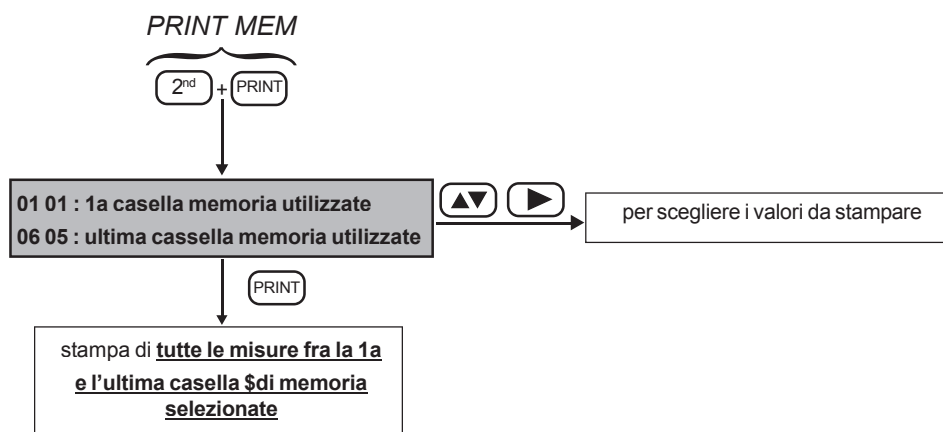 PRINT MEM
2nd + PRINT
01 01 : 1a casella memoria utilizzate
06 05 : ultima cassella memoria utilizzate
per scegliere i valori da stampare
PRINT
stampa di tutte le misure fra la 1a
e l'ultima casella $di memoria
selezionate